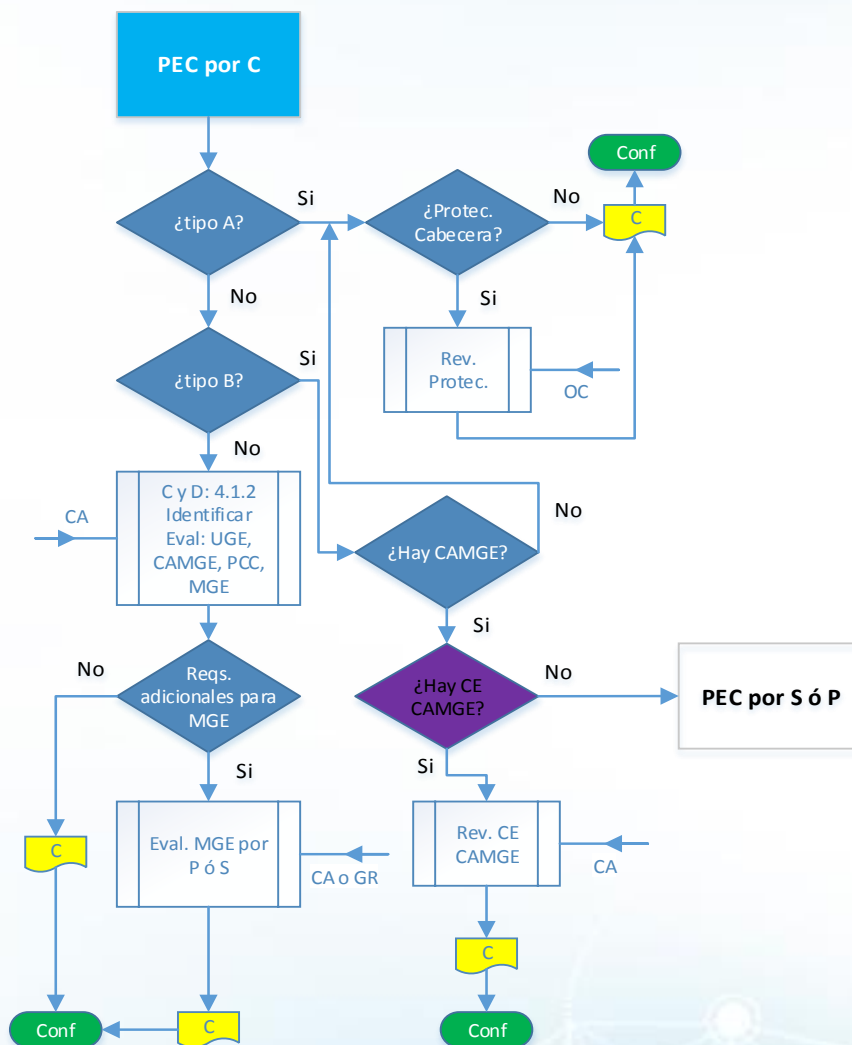 PEC por C
Conf
¿tipo A?
Si
¿Protec.
Cabecera?
No
C
No
Si
¿tipo B?
Si
Rev.
Protec.
OC
No
CA
C y D: 4.1.2
Identificar
Eval: UGE,
CAMGE, PCC,
MGE
¿Hay CAMGE?
No
Si
No
Reqs.
adicionales para
MGE
¿Hay CE
CAMGE?
No
PEC por S ó P
Si
Si
C
Eval. MGE por
P ó S
CA o GR
Rev. CE
CAMGE
CA
C
Conf
C
Conf